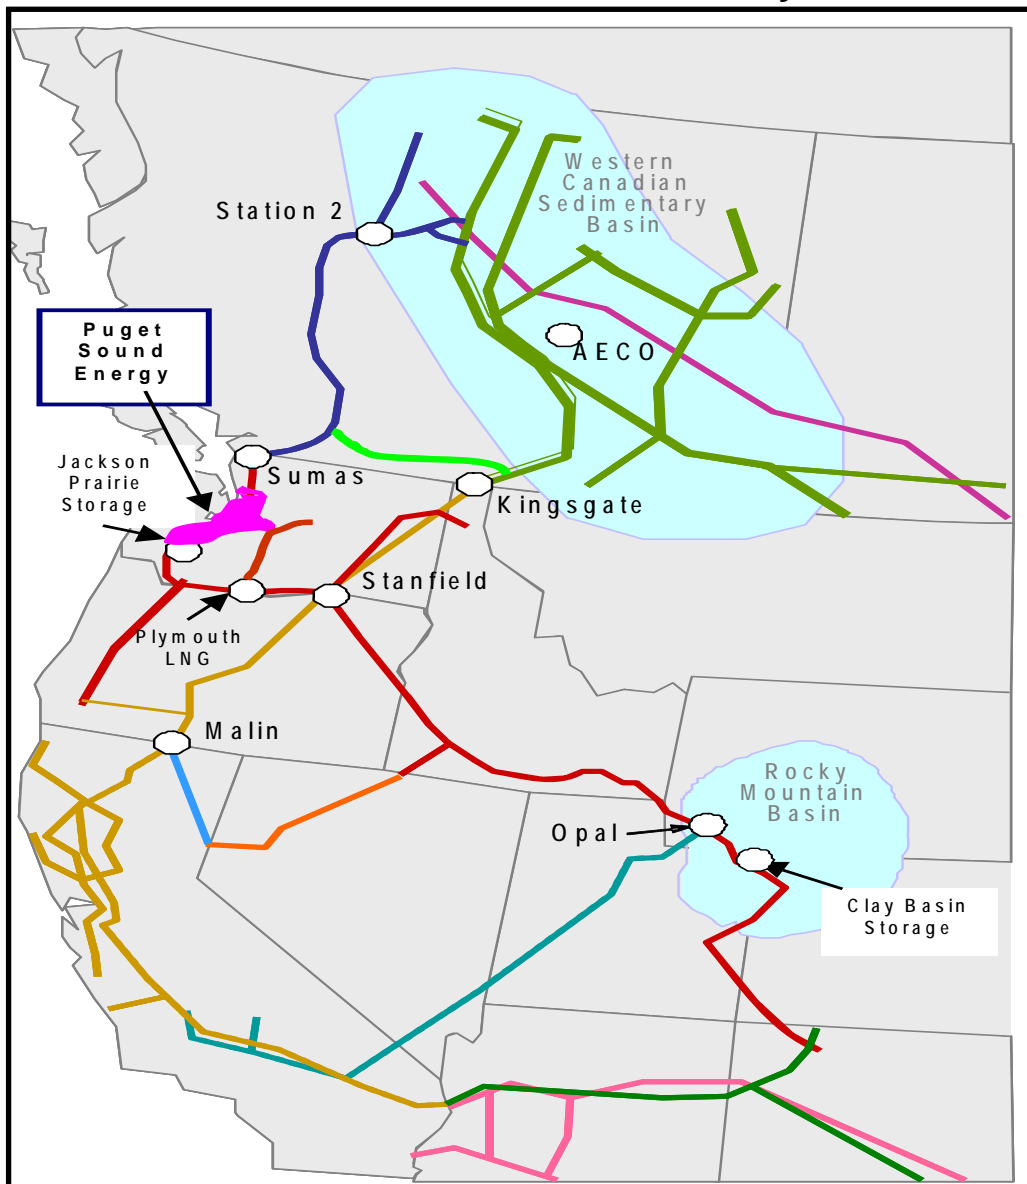 Western
Canadian
Sedimentary
Basin
Station 2
Puget
Sound
Energy
AECO
Jackson
Prairie
Storage
Sumas
Kingsgate
Stanfield
Plymouth
LNG
Malin
Rocky
Mountain
Basin
Opal
Clay Basin
Storage